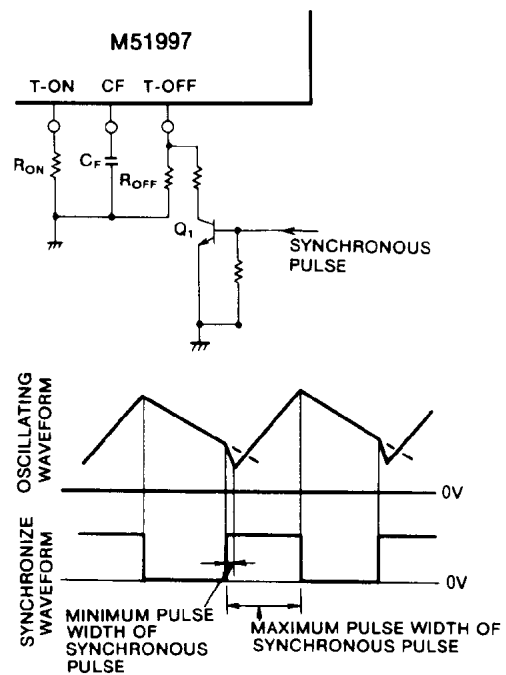 M51997
T-ON CF T-OFF
RON
CF
ROFF
Q1
SYNCHRONOUS
PULSE
OSCILLATING
WAVEFORM
0V
SYNCHRONIZE
WAVEFORM
0V
MINIMUM PULSE
WIDTH OF
SYNCHRONOUS
PULSE
MAXIMUM PULSE WIDTH OF
SYNCHRONOUS PULSE